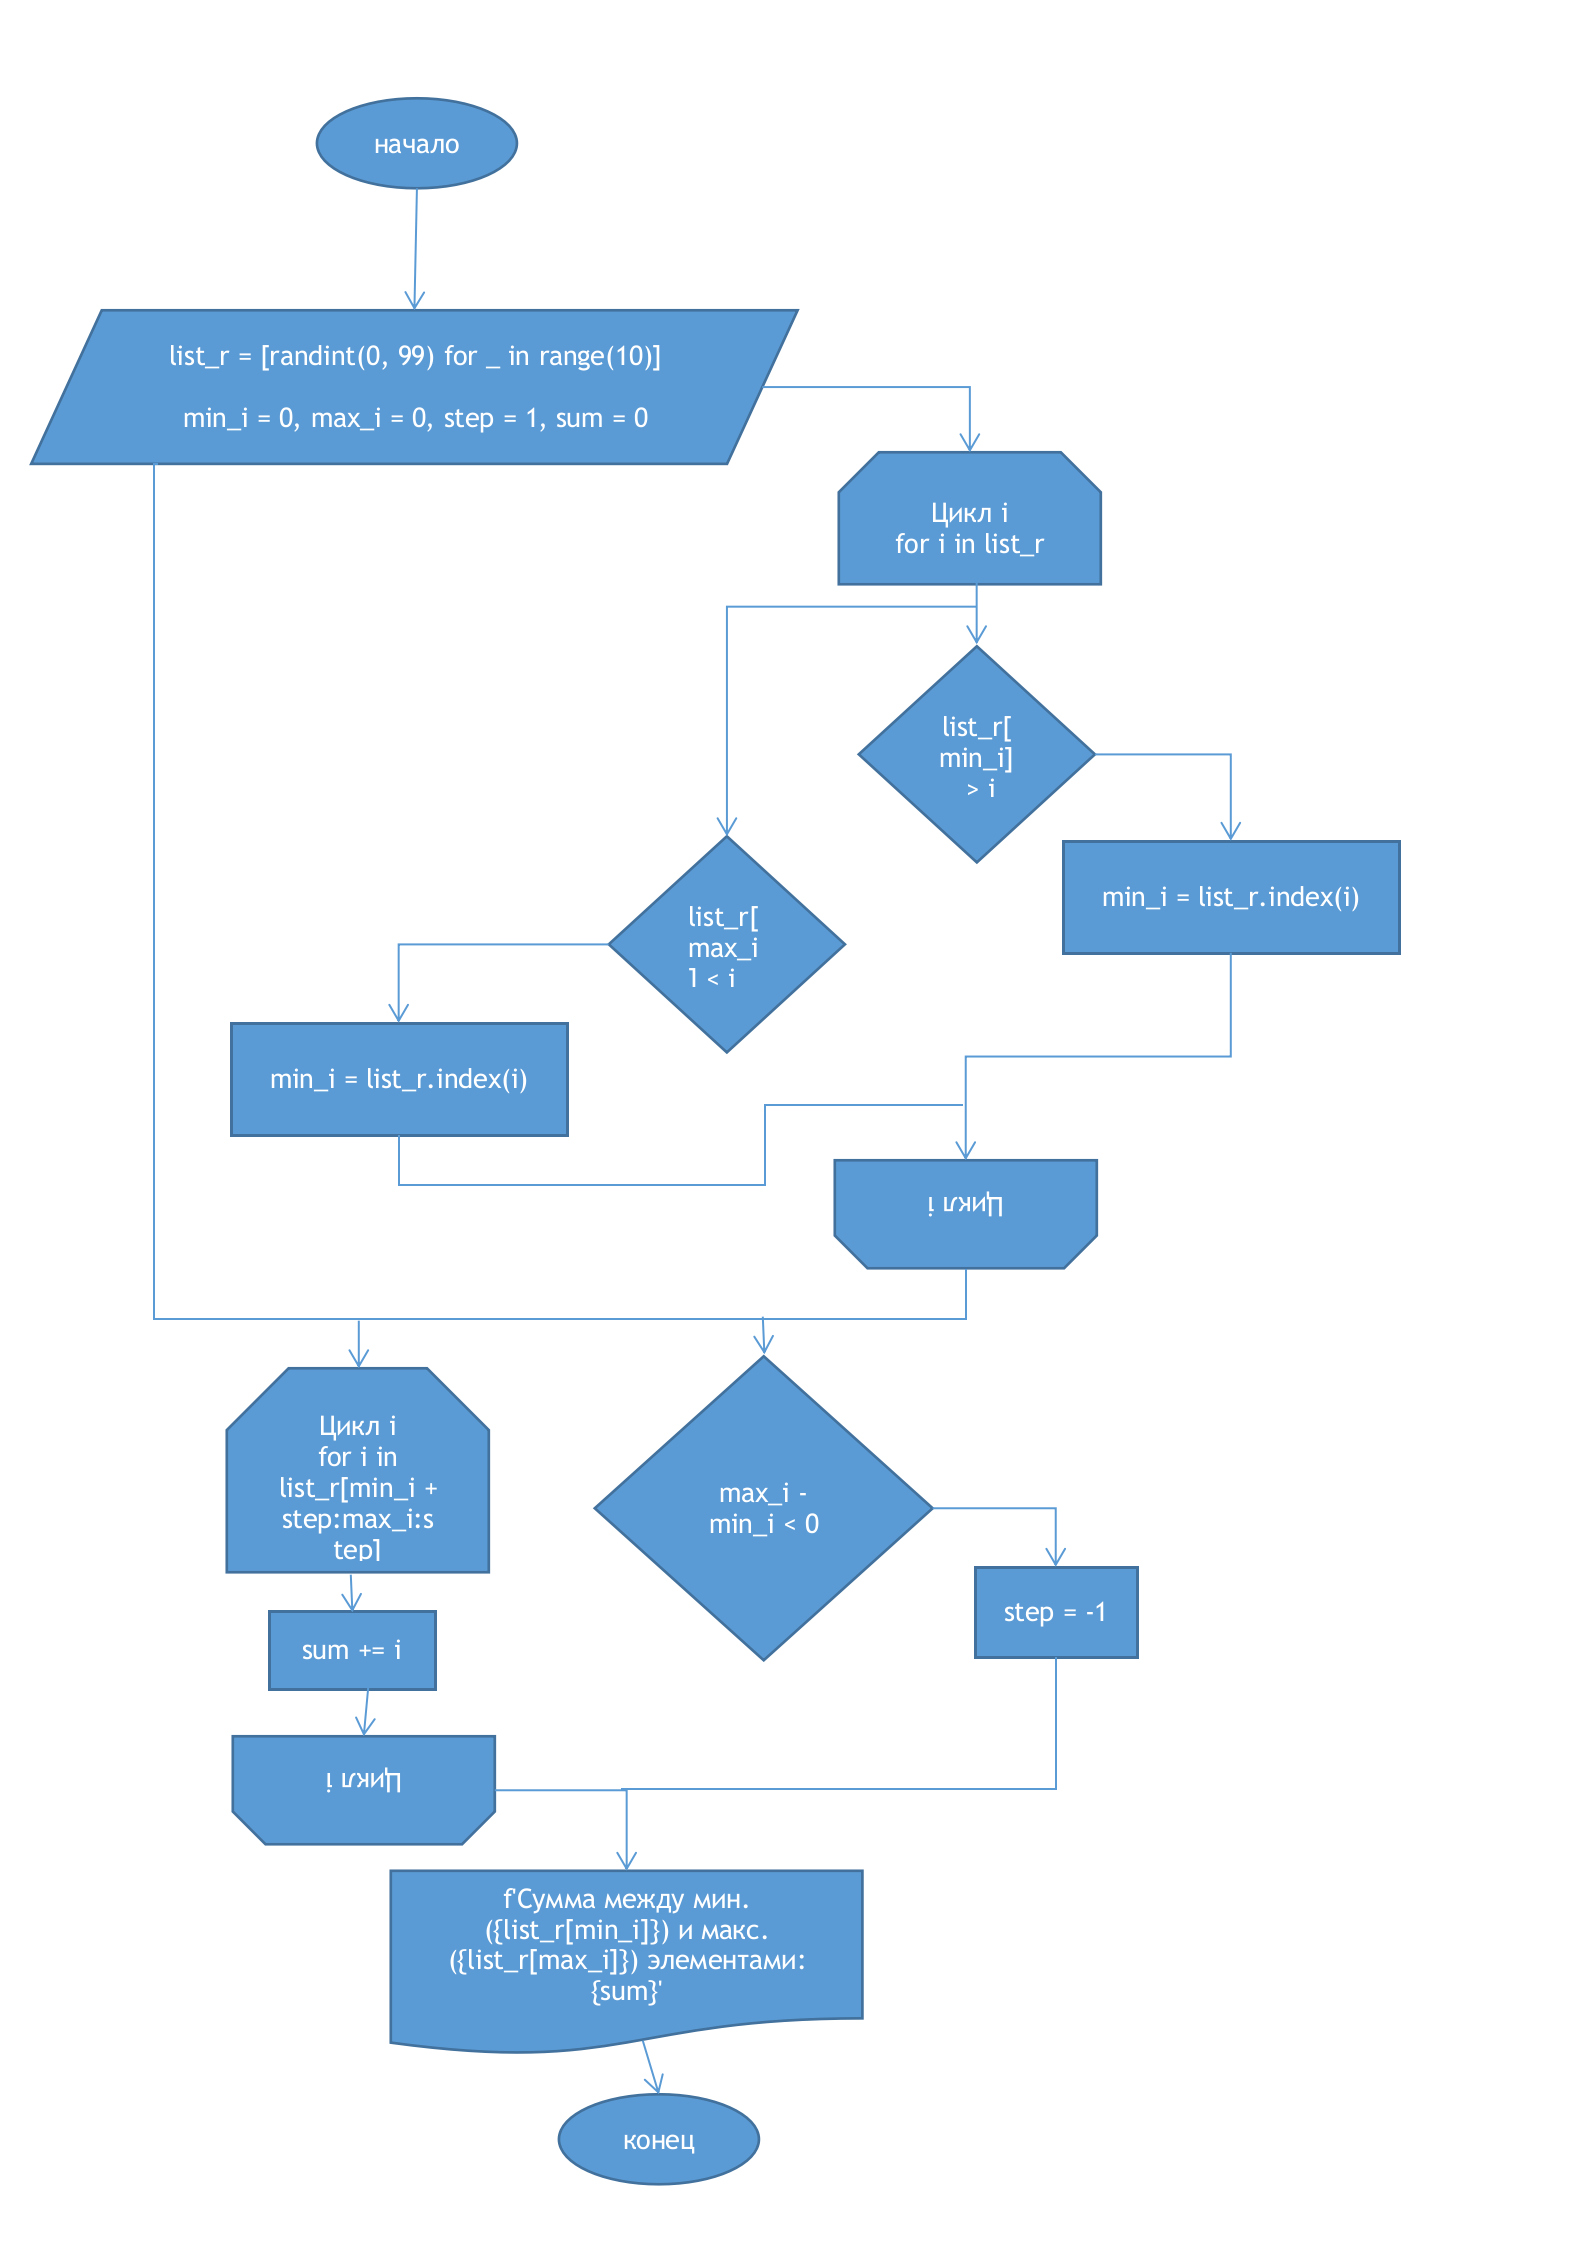 начало
list_r = [randint(0, 99) for _ in range(10)]
min_i = 0, max_i = 0, step = 1, sum = 0
Цикл i
for i in list_r
list_r[
min_i]
> i
min_i = list_r.index(i)
list_r[
max_i
] < i
min_i = list_r.index(i)
Цикл i
Цикл i
for i in
list_r[min_i +
step:max_i:s
tep]
max_i -
min_i < 0
step = -1
sum += i
Цикл i
f'Сумма между мин.
({list_r[min_i]}) и макс.
({list_r[max_i]}) элементами:
{sum}'
конец